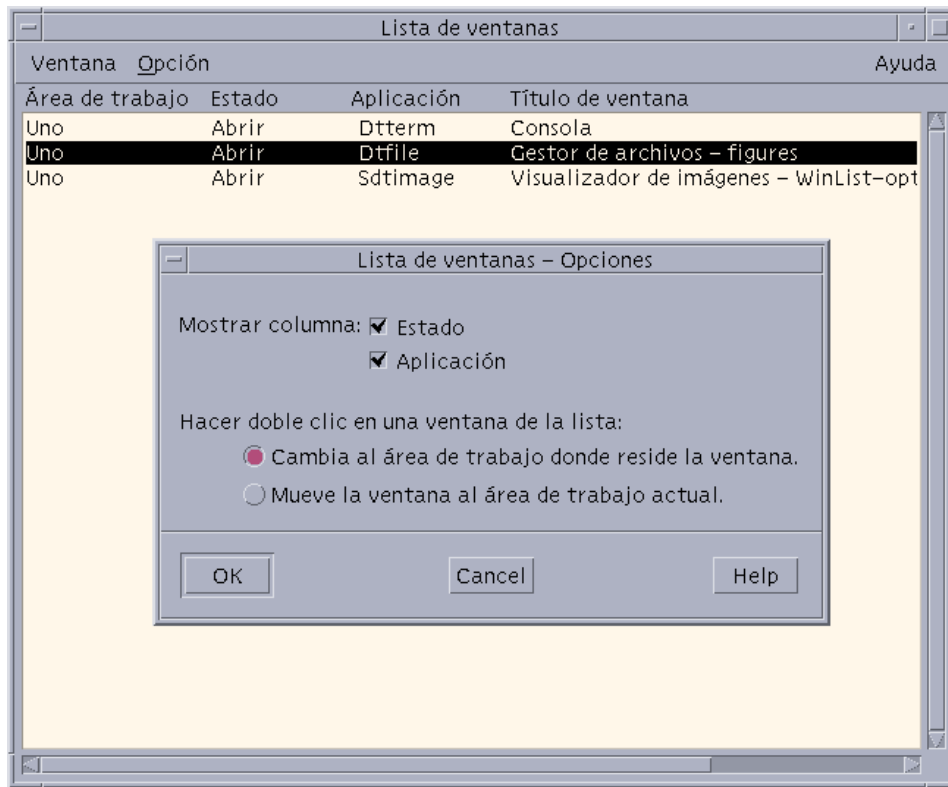 Lista de ventanas
Ventana Opción Ayuda
Área de trabajo Estado Aplicación Título de ventana
Uno Abrir Dtterm Consola
Uno Abrir Dtfile Gestor de archivos – figures
Uno Abrir Sdtimage Visualizador de imágenes – WinList–opt
Lista de ventanas – Opciones
Mostrar columna: Estado
Aplicación
Hacer doble clic en una ventana de la lista:
Cambia al área de trabajo donde reside la ventana.
Mueve la ventana al área de trabajo actual.
OK Cancel Help